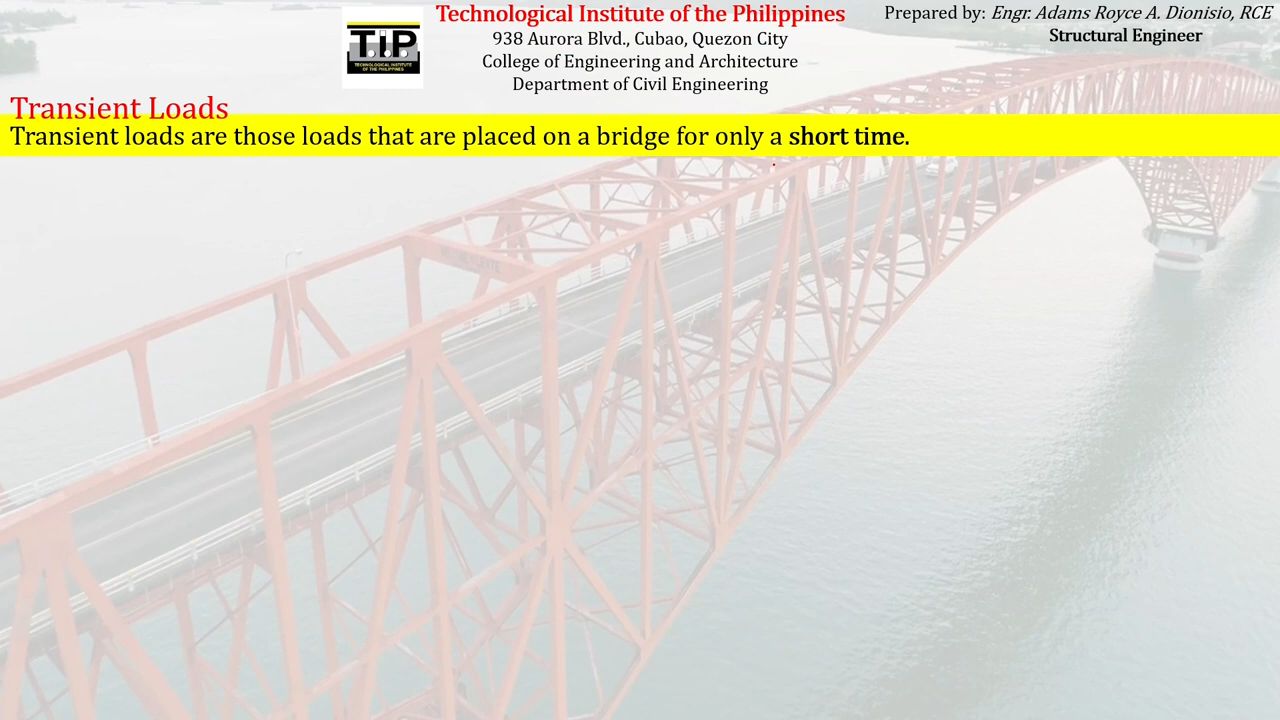 TIP
TECHNOLOGICAL INSTITUTE
OF THE PHILIPPINES
Technological Institute of the Philippines
938 Aurora Blvd., Cubao, Quezon City
College of Engineering and Architecture
Department of Civil Engineering
Prepared by: Engr. Adams Royce A. Dionisio, RCE
Structural Engineer
Transient Loads
Transient loads are those loads that are placed on a bridge for only a short time.